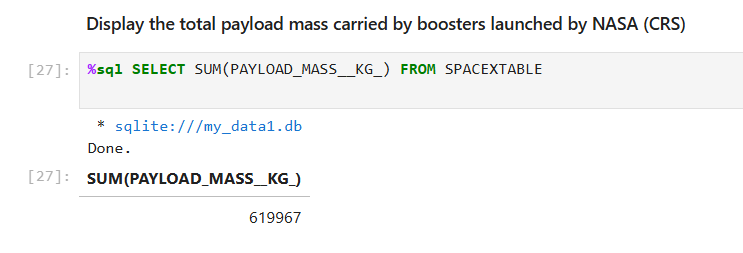 Display the total payload mass carried by boosters launched by NASA (CRS)
[27]: %sql SELECT SUM(PAYLOAD_MASS__KG_) FROM SPACEXTABLE
* sqlite:///my_data1.db
Done.
[27]: SUM(PAYLOAD_MASS__KG_)
619967